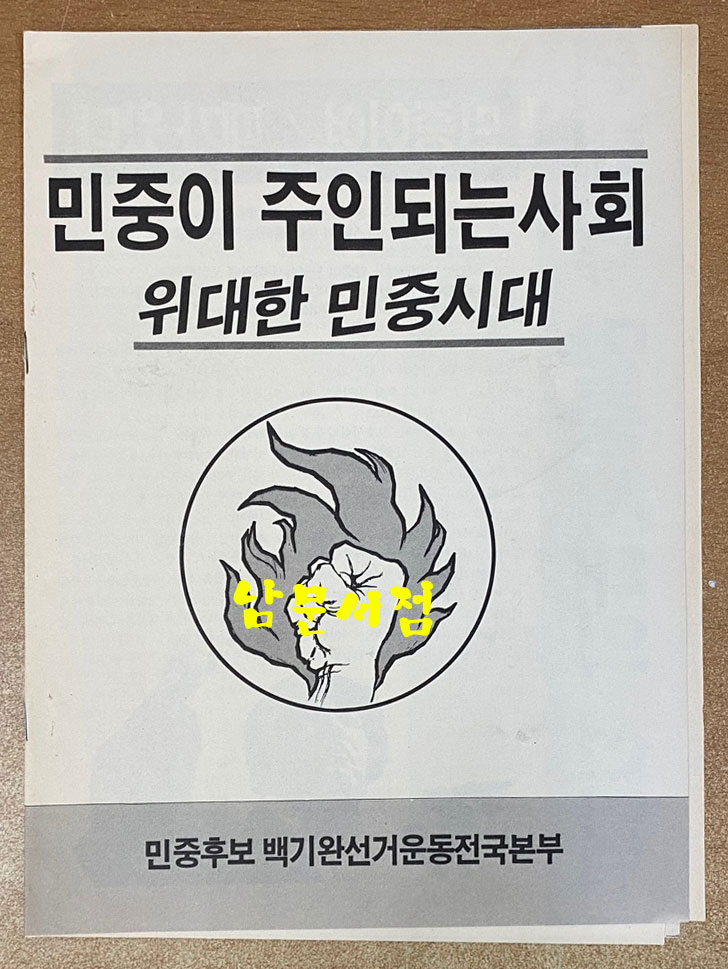 민중이 주인되는사회
위대한 민중시대
암문서점
민중후보 백기완선거운동전국본부